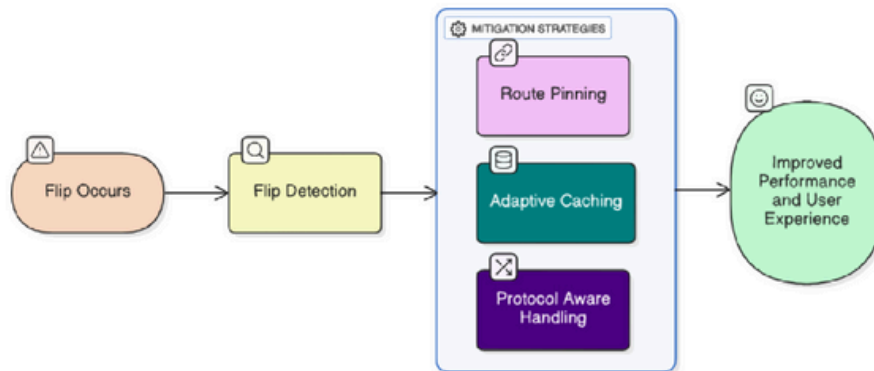 MITIGATION STRATEGIES
Route Pinning
Flip Occurs
Flip Detection
Adaptive Caching
Improved
Performance
and User
Experience
Protocol Aware
Handling